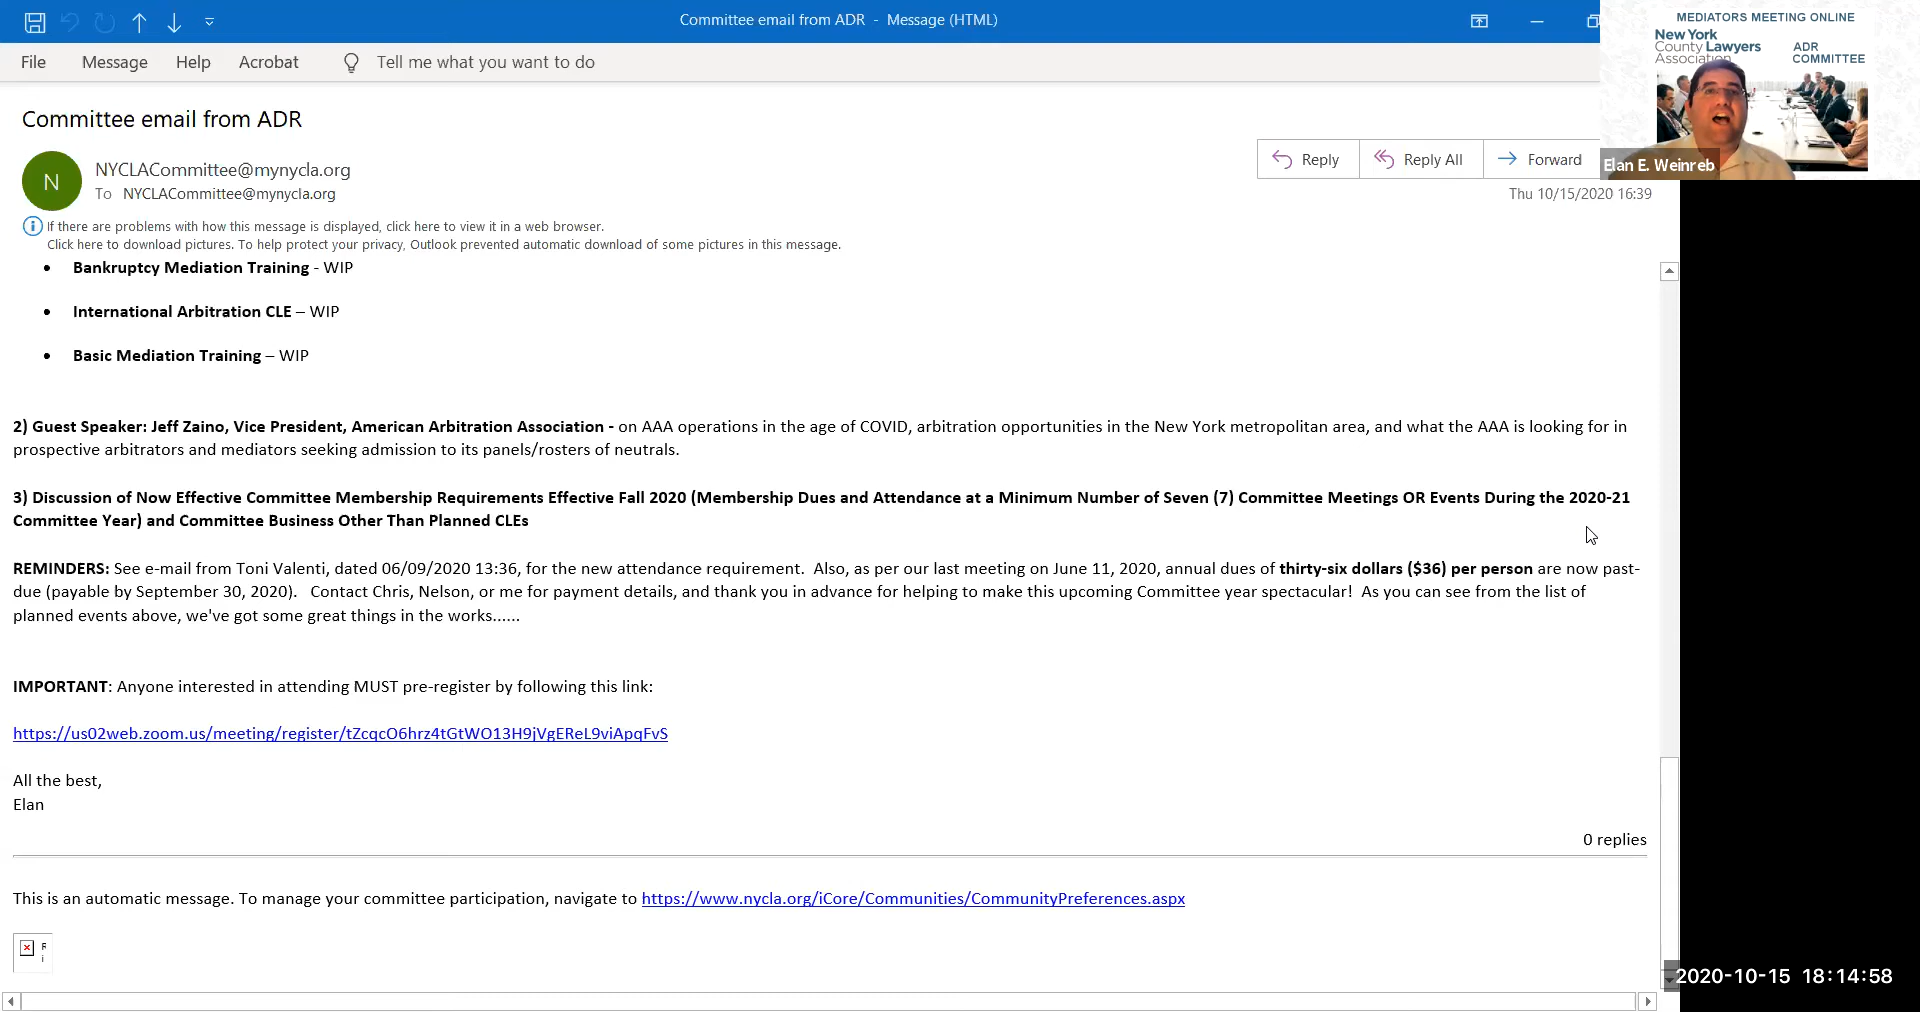 Committee email from ADR - Message (HTML)
File Message Help Acrobat Tell me what you want to do
MEDIATORS MEETING ONLINE
New York
County Lawyers
Association
ADR
COMMITTEE
Elan E. Weinreb
Committee email from ADR
N
NYCLACommittee@mynycla.org
To NYCLACommittee@mynycla.org
Reply Reply All Forward
Thu 10/15/2020 16:39
If there are problems with how this message is displayed, click here to view it in a web browser.
Click here to download pictures. To help protect your privacy, Outlook prevented automatic download of some pictures in this message.
• Bankruptcy Mediation Training - WIP
• International Arbitration CLE – WIP
• Basic Mediation Training – WIP
2) Guest Speaker: Jeff Zaino, Vice President, American Arbitration Association - on AAA operations in the age of COVID, arbitration opportunities in the New York metropolitan area, and what the AAA is looking for in
prospective arbitrators and mediators seeking admission to its panels/rosters of neutrals.
3) Discussion of Now Effective Committee Membership Requirements Effective Fall 2020 (Membership Dues and Attendance at a Minimum Number of Seven (7) Committee Meetings OR Events During the 2020-21
Committee Year) and Committee Business Other Than Planned CLEs
REMINDERS: See e-mail from Toni Valenti, dated 06/09/2020 13:36, for the new attendance requirement. Also, as per our last meeting on June 11, 2020, annual dues of thirty-six dollars ($36) per person are now past-
due (payable by September 30, 2020). Contact Chris, Nelson, or me for payment details, and thank you in advance for helping to make this upcoming Committee year spectacular! As you can see from the list of
planned events above, we've got some great things in the works......
IMPORTANT: Anyone interested in attending MUST pre-register by following this link:
https://us02web.zoom.us/meeting/register/tZcqcO6hrz4tGtWO13H9jVgEReL9viApqFvS
All the best,
Elan
0 replies
This is an automatic message. To manage your committee participation, navigate to https://www.nycla.org/iCore/Communities/CommunityPreferences.aspx
R
i
2020-10-15 18:14:58